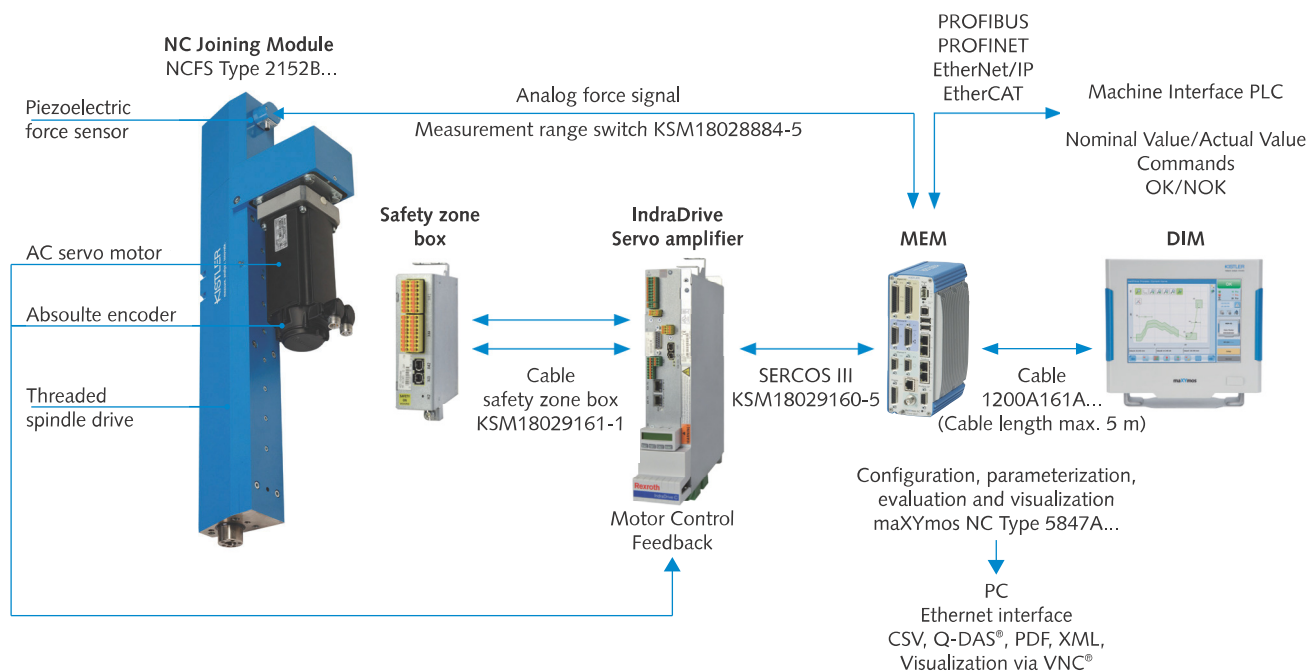 NC Joining Module
NCFS Type 2152B...
Piezoelectric
force sensor
AC servo motor
Absoulte encoder
Threaded
spindle drive
KISTLER
Analog force signal
Measurement range switch KSM18028884-5
PROFIBUS
PROFINET
EtherNet/IP
EtherCAT
Machine Interface PLC
Nominal Value/Actual Value
Commands
OK/NOK
Safety zone
box
IndraDrive
Servo amplifier
MEM
DIM
KISTLER
maXYmos
Rexroth
Cable
safety zone box
KSM18029161-1
SERCOS III
KSM18029160-5
Cable
1200A161A...
(Cable length max. 5 m)
Motor Control
Feedback
Configuration, parameterization,
evaluation and visualization
maXYmos NC Type 5847A...
PC
Ethernet interface
CSV, Q-DAS®, PDF, XML,
Visualization via VNC®